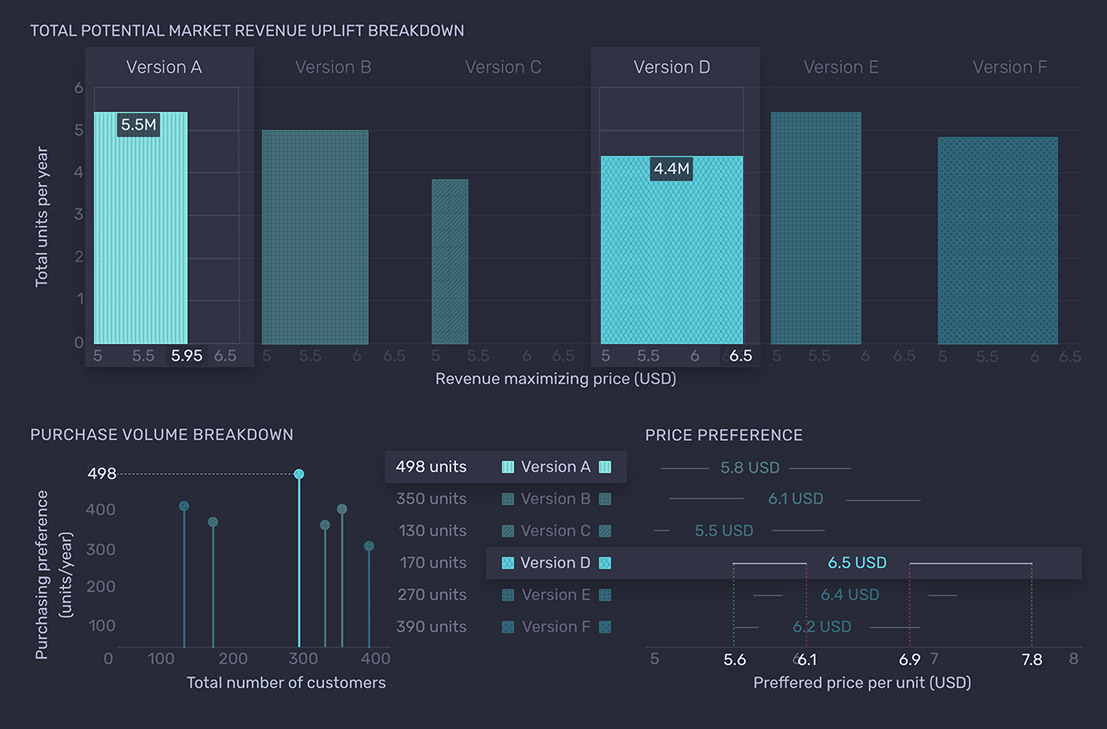 TOTAL POTENTIAL MARKET REVENUE UPLIFT BREAKDOWN
Version A Version B Version C Version D Version E Version F
6
5
4
3
2
1
0
Total units per year
5.5M 4.4M
5 5.5 5.95 6.5 5 5.5 6 6.5 5 5.5 6 6.5 5 5.5 6 6.5 5 5.5 6 6.5 5 5.5 6 6.5
Revenue maximizing price (USD)
PURCHASE VOLUME BREAKDOWN
498
400
300
200
100
Purchasing preference
(units/year)
0 100 200 300 400
Total number of customers
498 units Version A
350 units Version B
130 units Version C
170 units Version D
270 units Version E
390 units Version F
PRICE PREFERENCE
5.8 USD
6.1 USD
5.5 USD
6.5 USD
6.4 USD
6.2 USD
5 5.6 6 6.1 6.9 7 7.8 8
Preffered price per unit (USD)